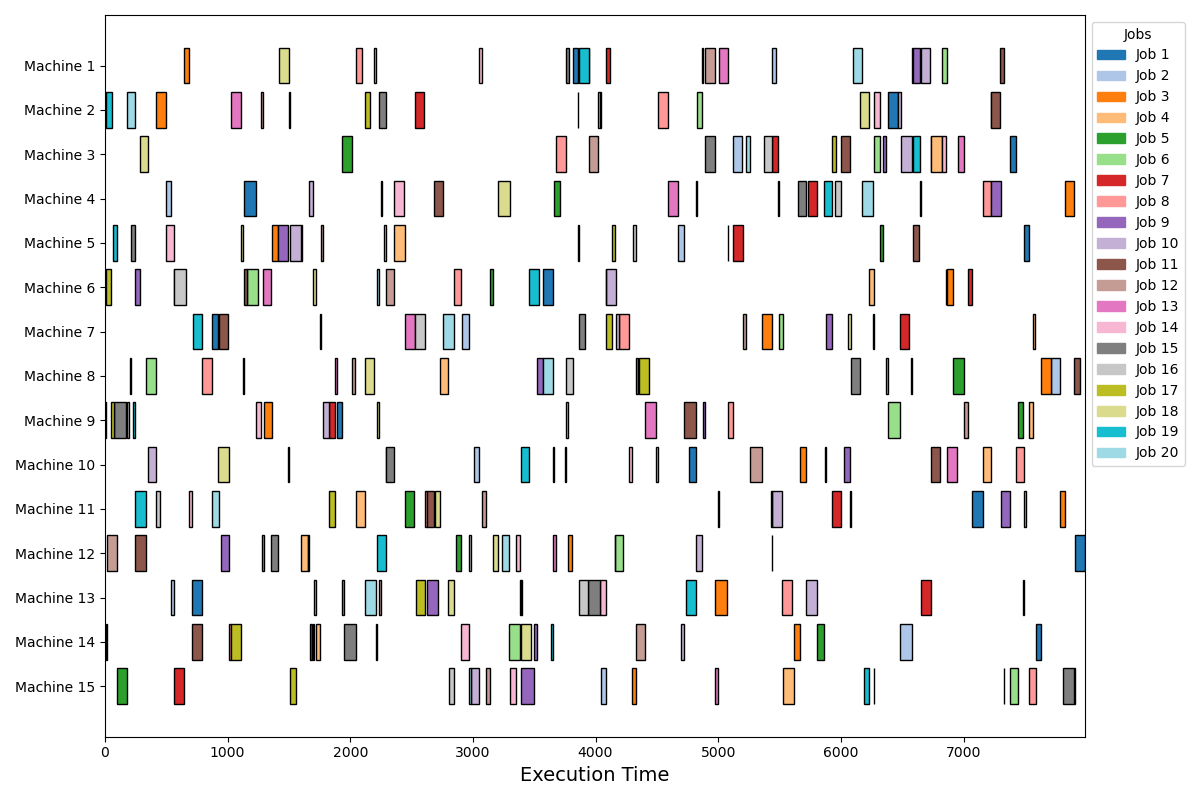 Machine 1
Machine 2
Machine 3
Machine 4
Machine 5
Machine 6
Machine 7
Machine 8
Machine 9
Machine 10
Machine 11
Machine 12
Machine 13
Machine 14
Machine 15
0 1000 2000 3000 4000 5000 6000 7000
Execution Time
Jobs
Job 1
Job 2
Job 3
Job 4
Job 5
Job 6
Job 7
Job 8
Job 9
Job 10
Job 11
Job 12
Job 13
Job 14
Job 15
Job 16
Job 17
Job 18
Job 19
Job 20